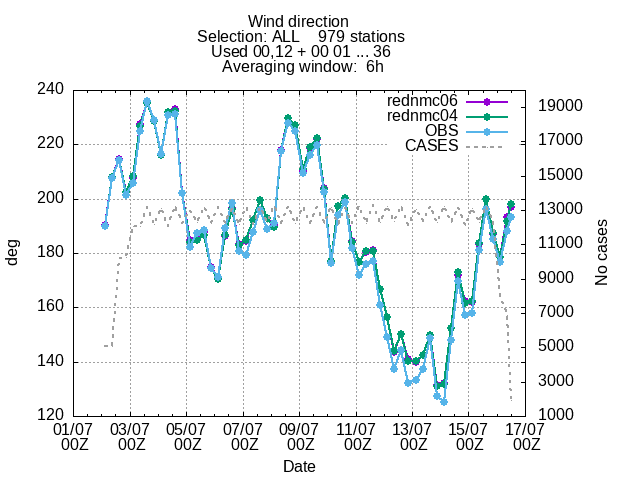 Wind direction
Selection: ALL 979 stations
Used 00,12 + 00 01 ... 36
Averaging window: 6h
240
220
200
180
160
140
120
deg
rednmc06
rednmc04
OBS
CASES
19000
17000
15000
13000
11000
9000
7000
5000
3000
1000
No cases
01/07 03/07 05/07 07/07 09/07 11/07 13/07 15/07 17/07
00Z 00Z 00Z 00Z 00Z 00Z 00Z 00Z 00Z
Date